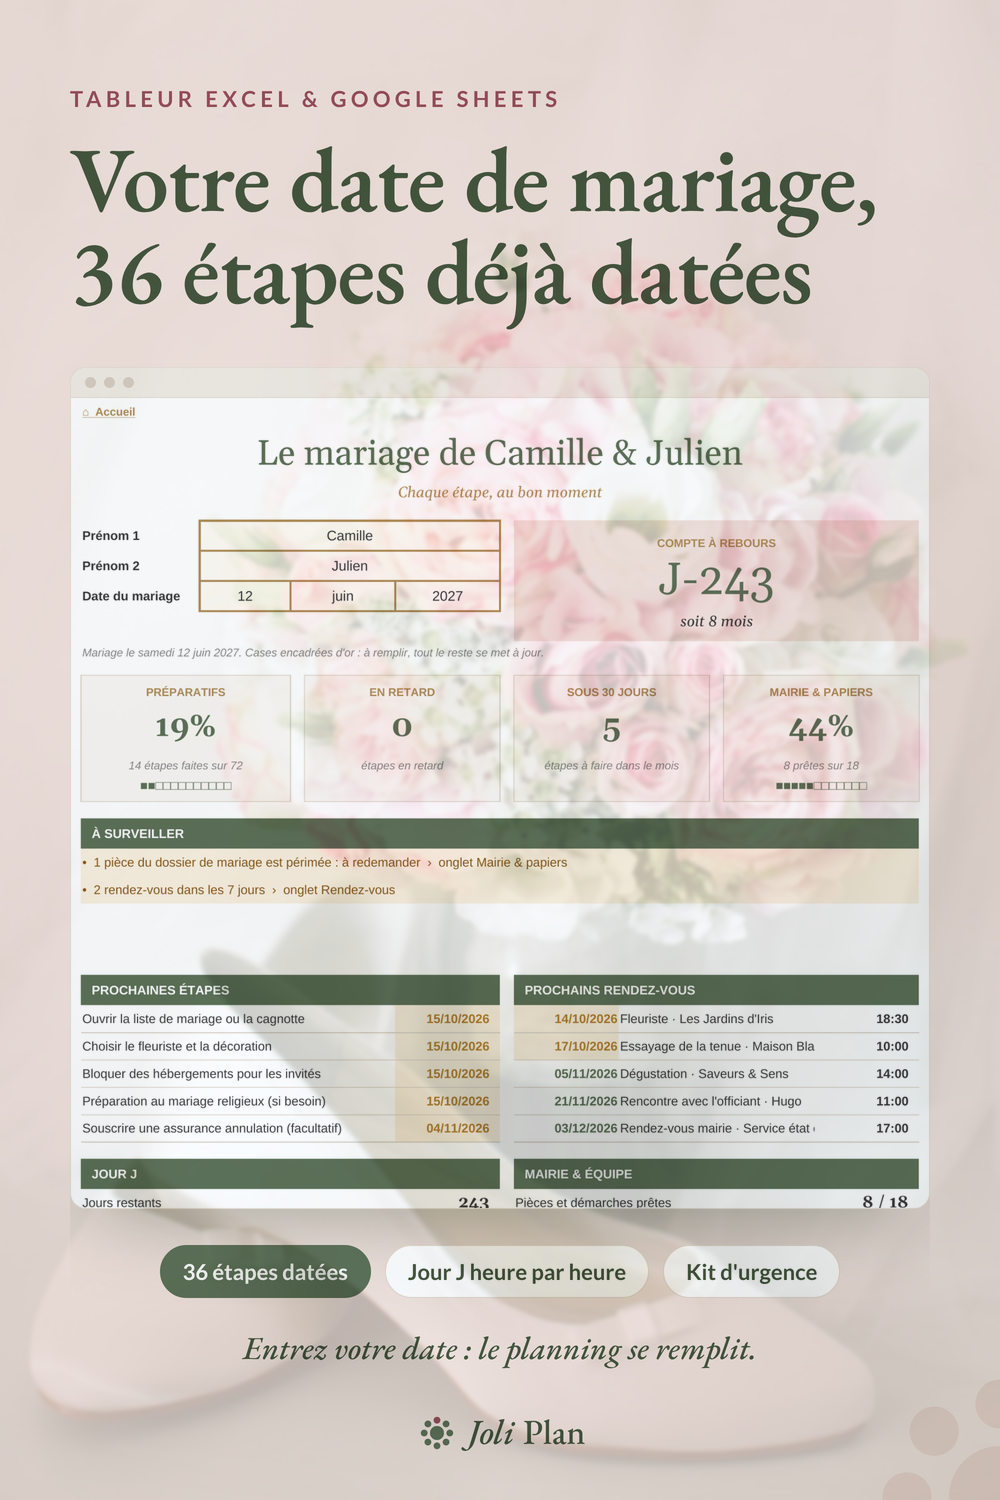 TABLEUR EXCEL & GOOGLE SHEETS
Votre date de mariage,
36 étapes déjà datées
⌂ Accueil
Le mariage de Camille & Julien
Chaque étape, au bon moment
Prénom 1
Camille
Prénom 2
Julien
Date du mariage
12 juin 2027
COMPTE À REBOURS
J-243
soit 8 mois
Mariage le samedi 12 juin 2027. Cases encadrées d'or : à remplir, tout le reste se met à jour.
PRÉPARATIFS
19%
14 étapes faites sur 72
EN RETARD
0
étapes en retard
SOUS 30 JOURS
5
étapes à faire dans le mois
MAIRIE & PAPIERS
44%
8 prêtes sur 18
À SURVEILLER
• 1 pièce du dossier de mariage est périmée : à redemander › onglet Mairie & papiers
• 2 rendez-vous dans les 7 jours › onglet Rendez-vous
PROCHAINES ÉTAPES
Ouvrir la liste de mariage ou la cagnotte 15/10/2026
Choisir le fleuriste et la décoration 15/10/2026
Bloquer des hébergements pour les invités 15/10/2026
Préparation au mariage religieux (si besoin) 15/10/2026
Souscrire une assurance annulation (facultatif) 04/11/2026
PROCHAINS RENDEZ-VOUS
14/10/2026 Fleuriste · Les Jardins d'Iris 18:30
17/10/2026 Essayage de la tenue · Maison Bla 10:00
05/11/2026 Dégustation · Saveurs & Sens 14:00
21/11/2026 Rencontre avec l'officiant · Hugo 11:00
03/12/2026 Rendez-vous mairie · Service état 17:00
JOUR J
Jours restants 243
MAIRIE & ÉQUIPE
Pièces et démarches prêtes 8 / 18
36 étapes datées
Jour J heure par heure
Kit d'urgence
Entrez votre date : le planning se remplit.
Joli Plan